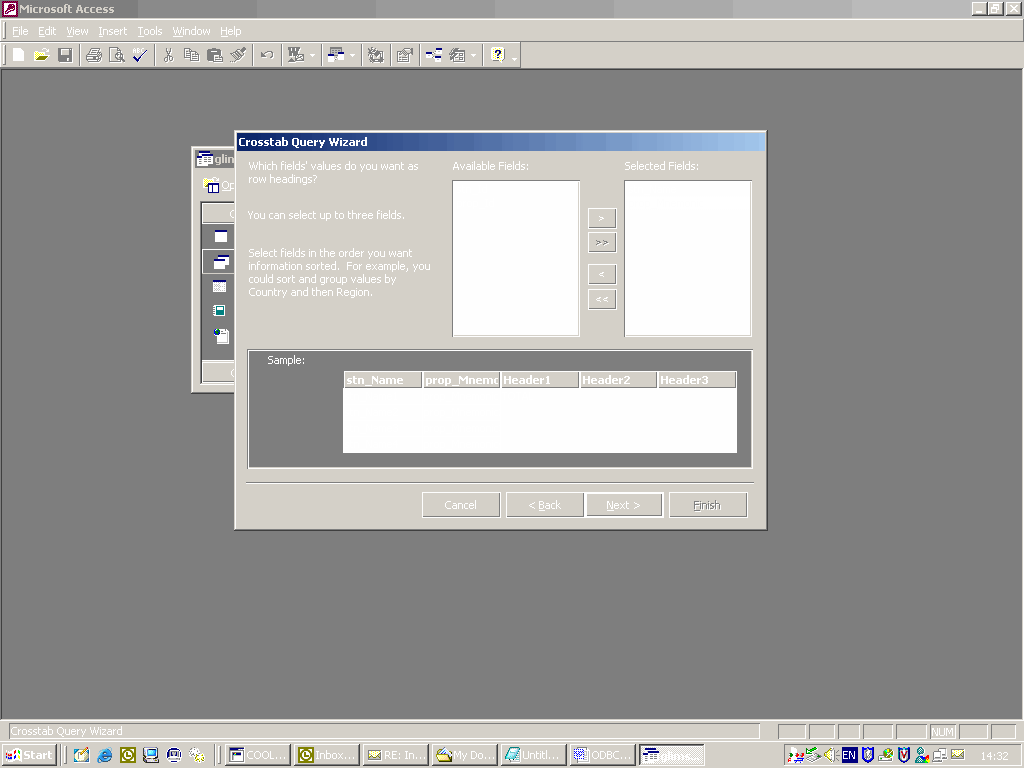 Microsoft Access
File Edit View Insert Tools Window Help
Crosstab Query Wizard
Which fields' values do you want as
row headings?
You can select up to three fields.
Select fields in the order you want
information sorted. For example, you
could sort and group values by
Country and then Region.
Available Fields:
Selected Fields:
>
>>
<
<<
glim
Op
Sample:
stn_Name prop_Mnemo Header1 Header2 Header3
Cancel < Back Next > Finish
Crosstab Query Wizard NUM
Start COOL... Inbox... RE: In... My Do... Untitl... ODBC... glims... EN 14:32